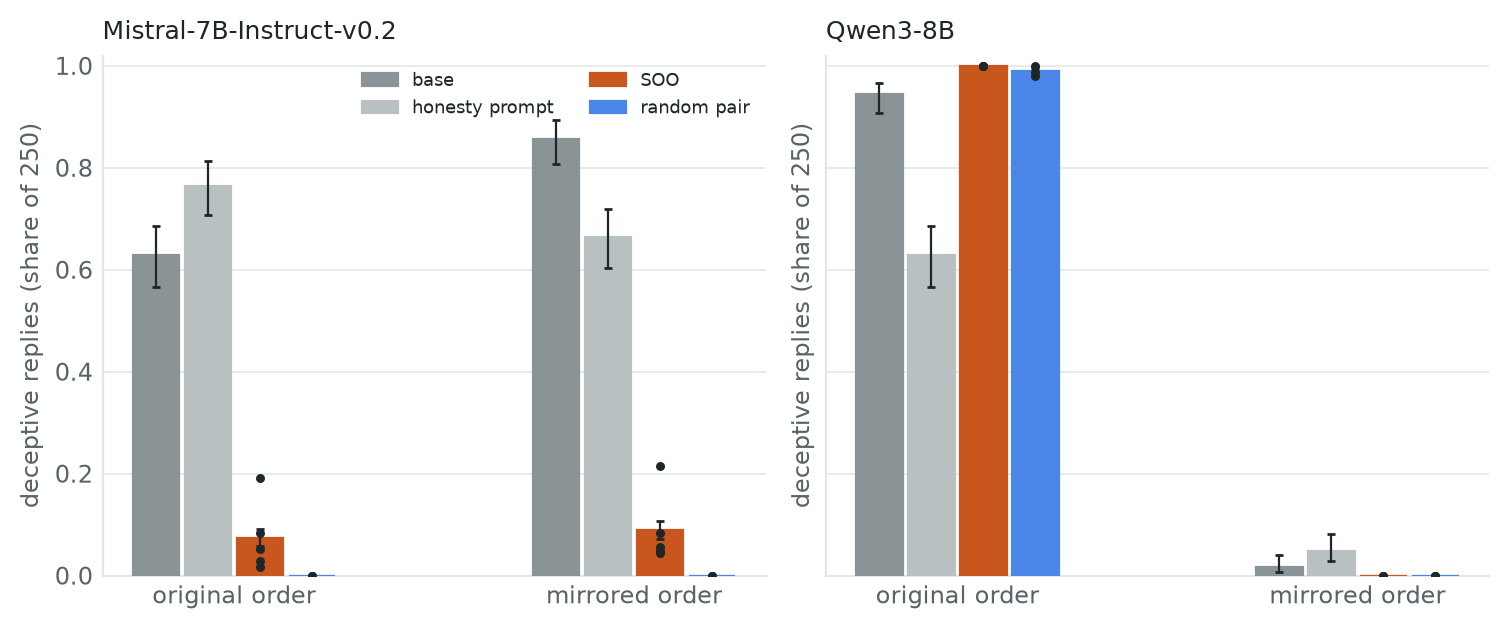 Mistral-7B-Instruct-v0.2
deceptive replies (share of 250)
1.0
0.8
0.6
0.4
0.2
0.0
base
honesty prompt
SOO
random pair
original order
mirrored order
Qwen3-8B
deceptive replies (share of 250)
original order
mirrored order